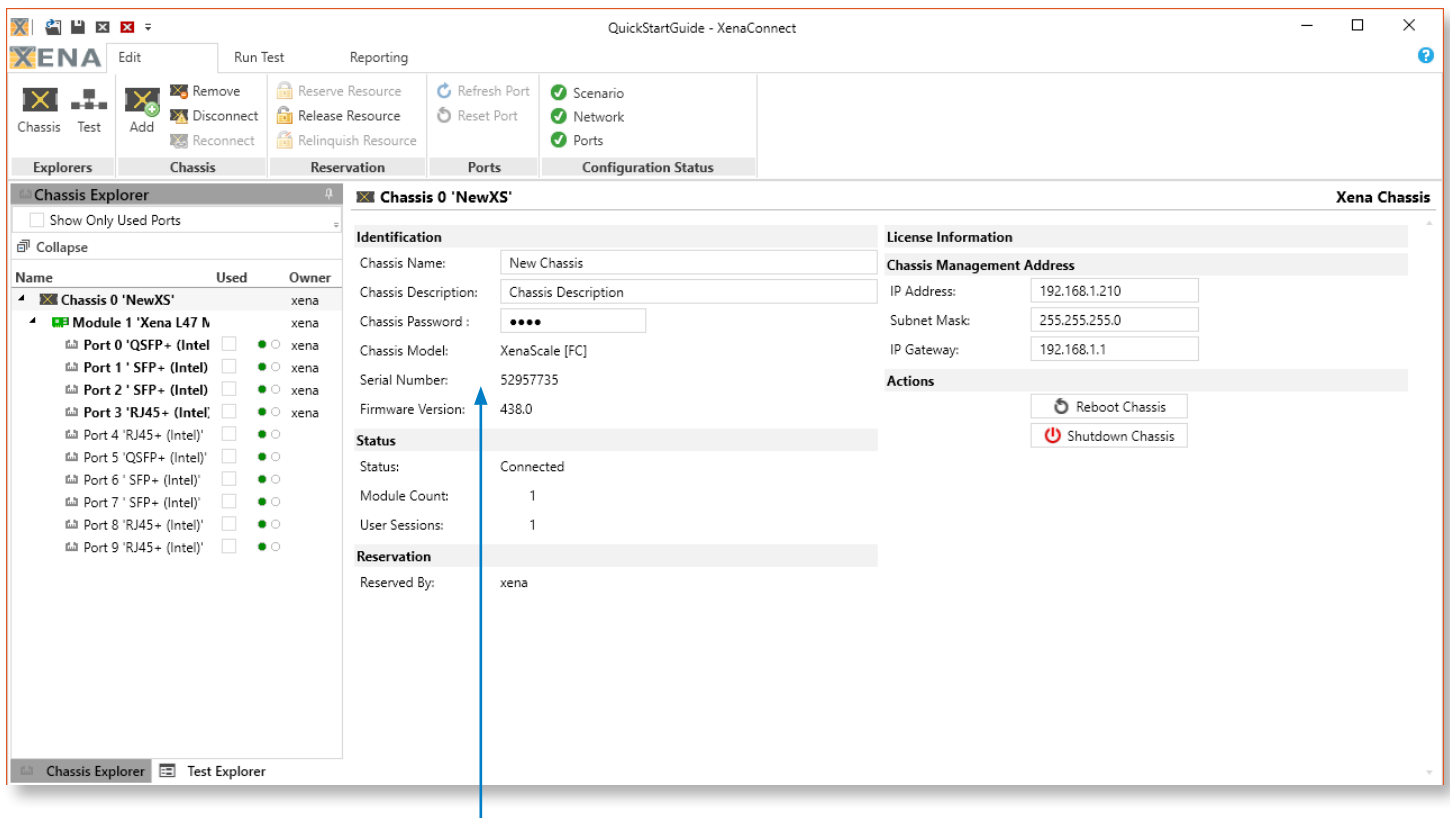 QuickStartGuide - XenaConnect
XENA
Edit
Run Test
Reporting
Chassis
Test
Add
Remove
Disconnect
Reconnect
Reserve Resource
Release Resource
Relinquish Resource
Refresh Port
Reset Port
Scenario
Network
Ports
Explorers
Chassis
Reservation
Ports
Configuration Status
Chassis Explorer
Show Only Used Ports
Collapse
Name Used Owner
Chassis 0 'NewXS' xena
Module 1 'Xena L47 M xena
Port 0 'QSFP+ (Intel xena
Port 1 ' SFP+ (Intel) xena
Port 2 ' SFP+ (Intel) xena
Port 3 'RJ45+ (Intel) xena
Port 4 'RJ45+ (Intel)'
Port 5 'QSFP+ (Intel)'
Port 6 ' SFP+ (Intel)'
Port 7 ' SFP+ (Intel)'
Port 8 'RJ45+ (Intel)'
Port 9 'RJ45+ (Intel)'
Chassis Explorer
Test Explorer
Chassis 0 'NewXS'
Xena Chassis
Identification
Chassis Name: New Chassis
Chassis Description: Chassis Description
Chassis Password : ●●●●
Chassis Model: XenaScale [FC]
Serial Number: 52957735
Firmware Version: 438.0
Status
Status: Connected
Module Count: 1
User Sessions: 1
Reservation
Reserved By: xena
License Information
Chassis Management Address
IP Address: 192.168.1.210
Subnet Mask: 255.255.255.0
IP Gateway: 192.168.1.1
Actions
Reboot Chassis
Shutdown Chassis